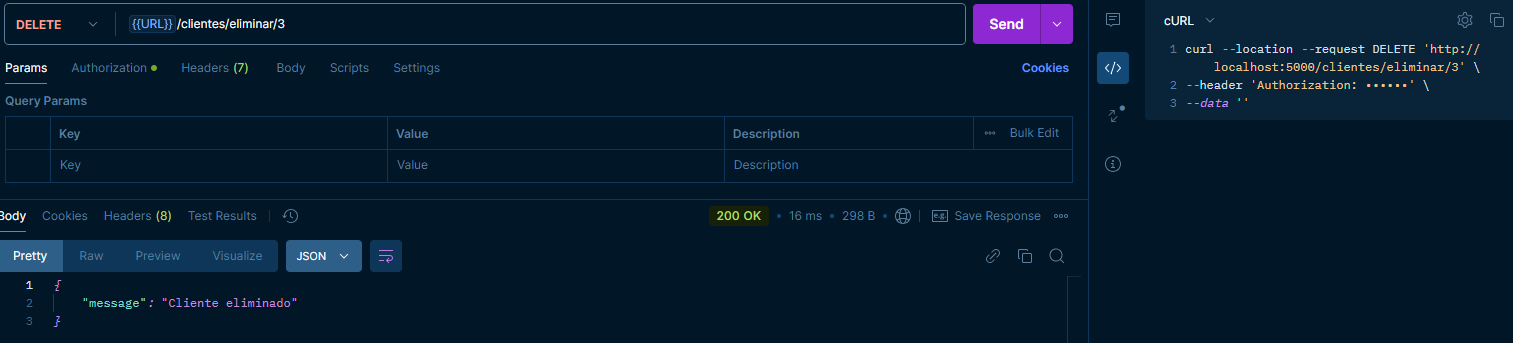 DELETE {{URL}}/clientes/eliminar/3 Send
Params Authorization Headers (7) Body Scripts Settings Cookies
Query Params
Key Value Description Bulk Edit
Key Value Description
Body Cookies Headers (8) Test Results 200 OK 16 ms 298 B e.g. Save Response
Pretty Raw Preview Visualize JSON
1 {
2 "message": "Cliente eliminado"
3 }
cURL
1 curl --location --request DELETE 'http://
localhost:5000/clientes/eliminar/3' \
2 --header 'Authorization: ••••••' \
3 --data ''